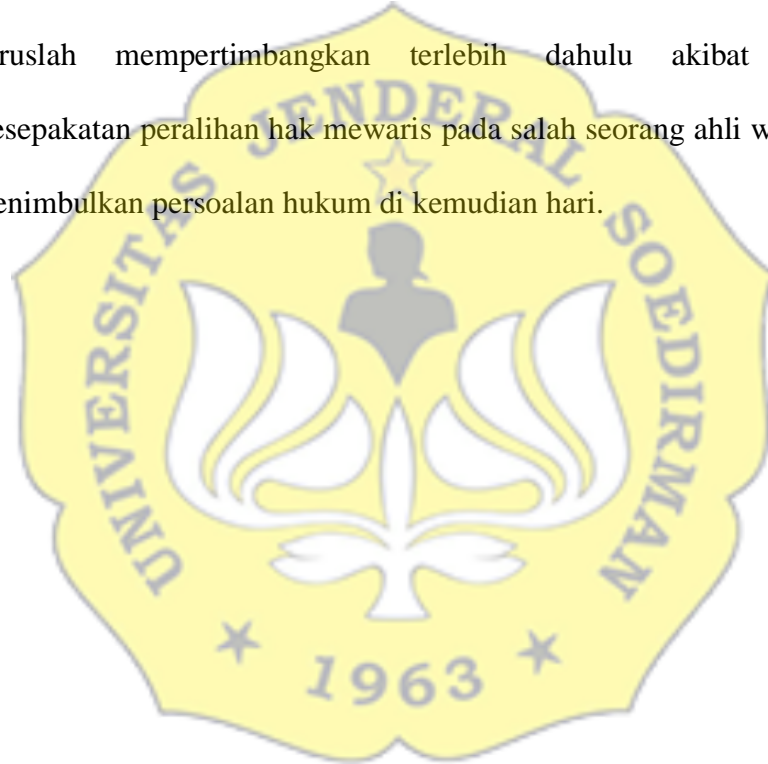 ruslah mempertimbangkan terlebih dahulu akibat
esepakatan peralihan hak mewaris pada salah seorang ahli w
enimbulkan persoalan hukum di kemudian hari.
UNIVERSITAS JENDERAL SOEDIRMAN
1963